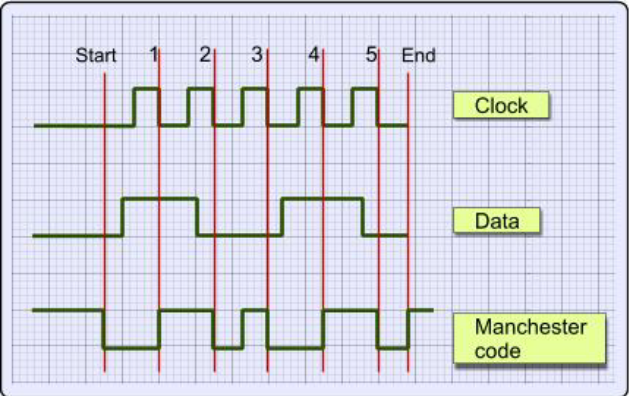 Start 1 2 3 4 5 End
Clock
Data
Manchester
code